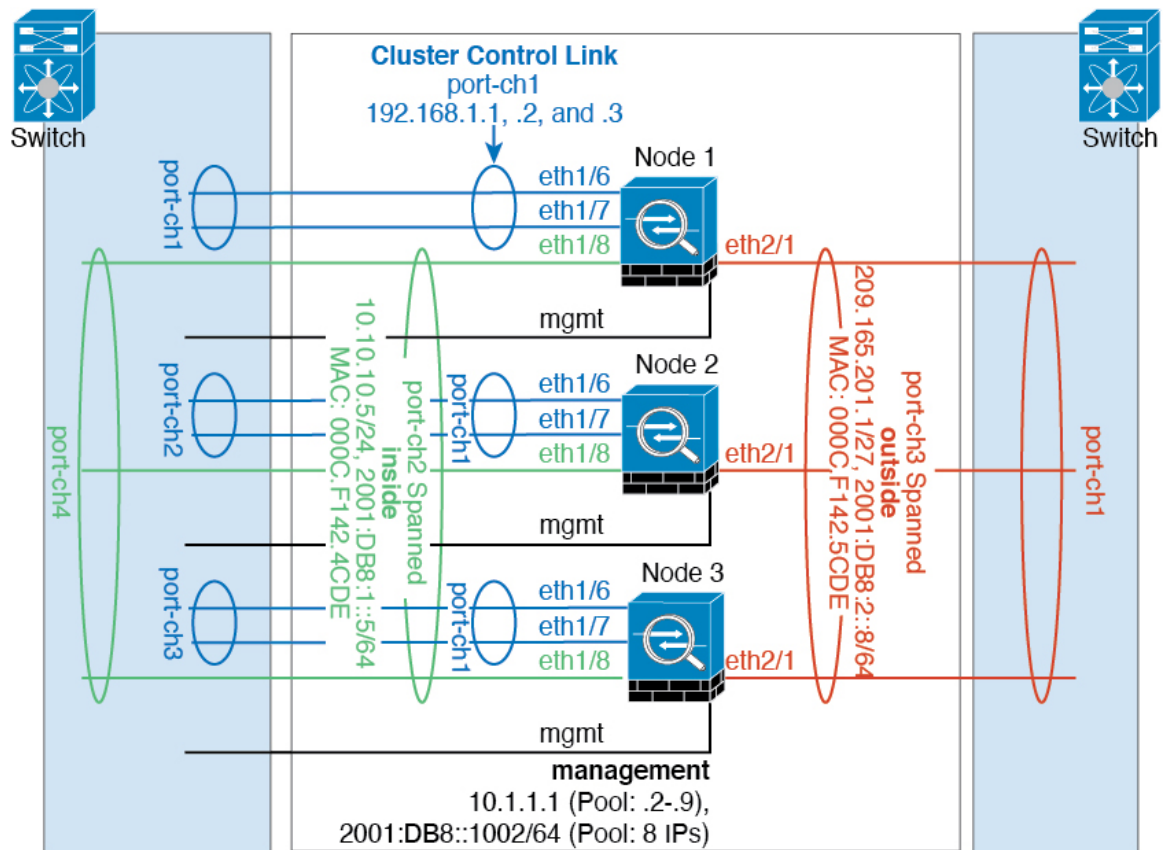 Cluster Control Link
port-ch1
192.168.1.1, .2, and .3
Switch
Switch
Node 1
port-ch1
eth1/6
eth1/7
eth1/8
eth2/1
mgmt
Node 2
port-ch2
port-ch1
eth1/6
eth1/7
eth1/8
eth2/1
mgmt
Node 3
port-ch3
port-ch1
eth1/6
eth1/7
eth1/8
eth2/1
mgmt
port-ch4
port-ch2 Spanned
inside
10.10.10.5/24, 2001:DB8:1::5/64
MAC: 000C.F142.4CDE
port-ch3 Spanned
outside
209.165.201.1/27, 2001:DB8:2::8/64
MAC: 000C.F142.5CDE
port-ch1
management
10.1.1.1 (Pool: .2-.9),
2001:DB8::1002/64 (Pool: 8 IPs)